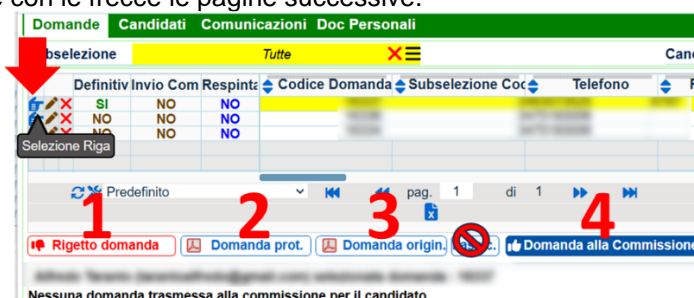 e con le frecce le pagine successive.
Domande Candidati Comunicazioni Doc Personali
bselezione Tutte Can
Definitiv Invio Com Respinta Codice Domanda Subselezione Coc Telefono
SI NO NO
NO NO NO
NO NO NO
Selezione Riga
Predefinito pag. 1 di 1
1 2 3 4
Rigetto domanda Domanda prot. Domanda origin. Domanda alla Commissione
Nessuna domanda trasmessa alla commissione per il candidato